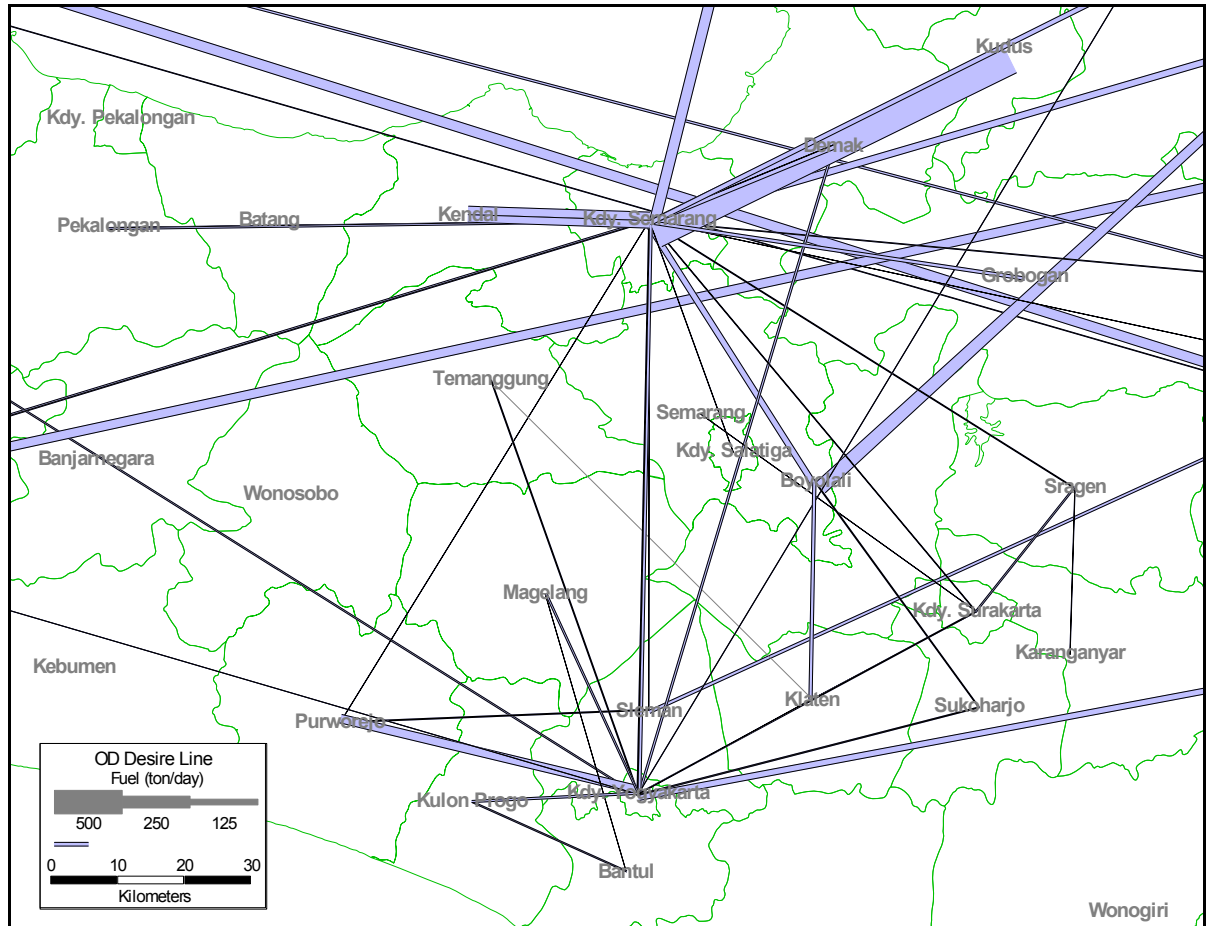 Kudus
Kdy. Pekalongan
Demak
Pekalongan
Batang
Kendal
Kdy. Semarang
Grobogan
Temanggung
Semarang
Kdy. Salatiga
Banjarnegara
Boyolali
Wonosobo
Sragen
Magelang
Kdy. Surakarta
Kebumen
Karanganyar
Purworejo
Sleman
Klaten
Sukoharjo
Kulon Progo
Kdy. Yogyakarta
Bantul
Wonogiri
OD Desire Line
Fuel (ton/day)
500 250 125
0 10 20 30
Kilometers